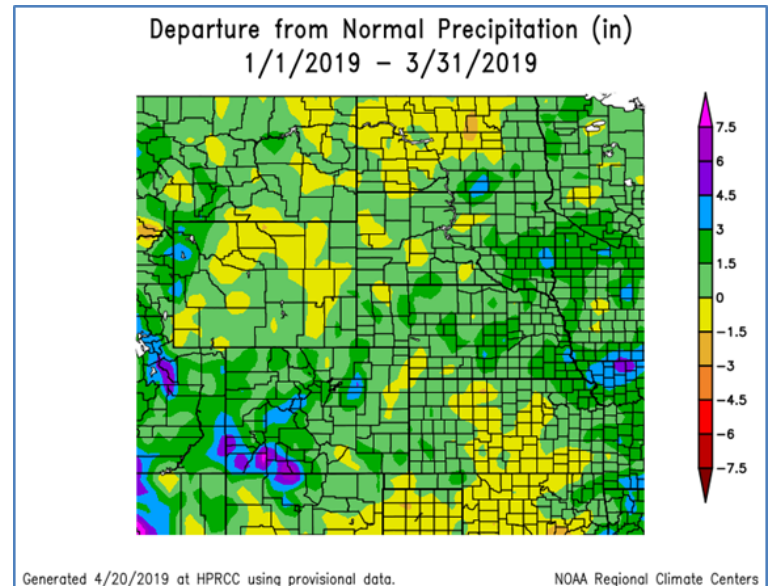 Departure from Normal Precipitation (in)
1/1/2019 – 3/31/2019
7.5
6
4.5
3
1.5
0
−1.5
−3
−4.5
−6
−7.5
Generated 4/20/2019 at HPRCC using provisional data.
NOAA Regional Climate Centers